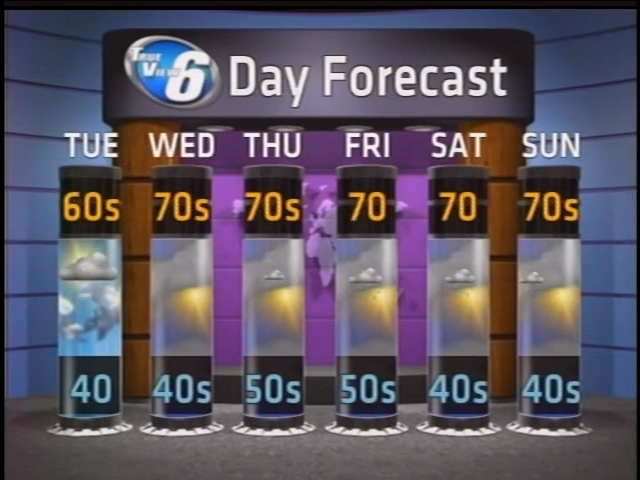 TRUE
VIEW 6 Day Forecast
TUE WED THU FRI SAT SUN
60s 70s 70s 70 70 70s
40 40s 50s 50s 40s 40s